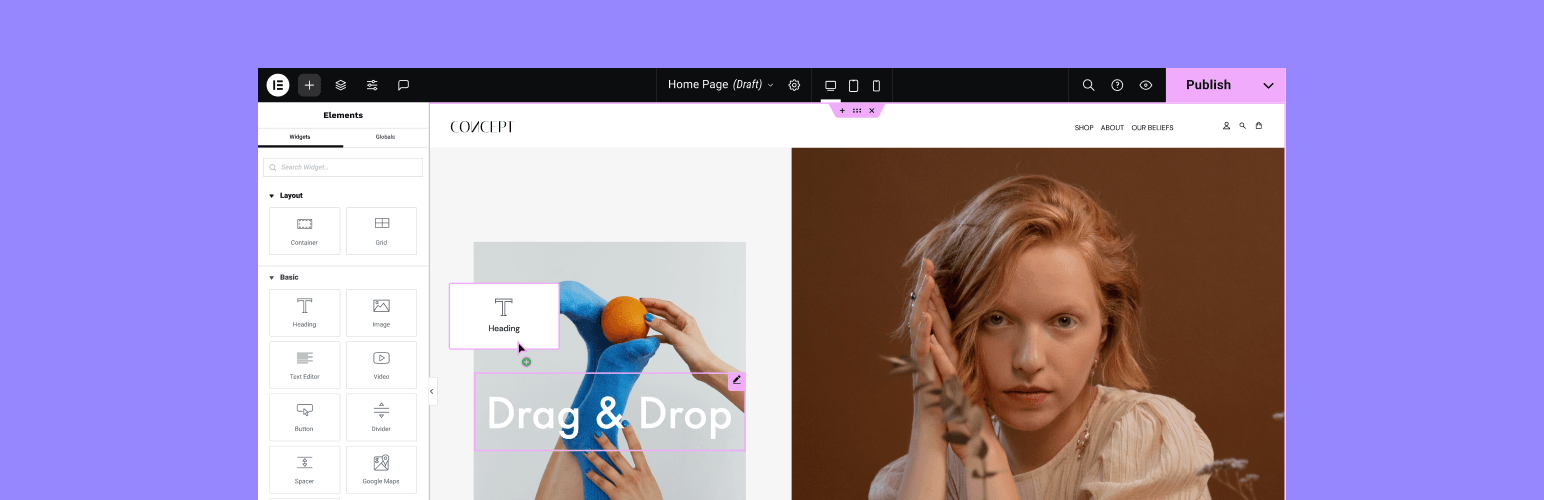 Home Page (Draft)
Publish
Elements
Widgets
Globals
Search Widget...
Layout
Container
Grid
Basic
Heading
Image
Text Editor
Video
Button
Divider
Spacer
Google Maps
CONCEPT
SHOP ABOUT OUR BELIEFS
Heading
Drag & Drop